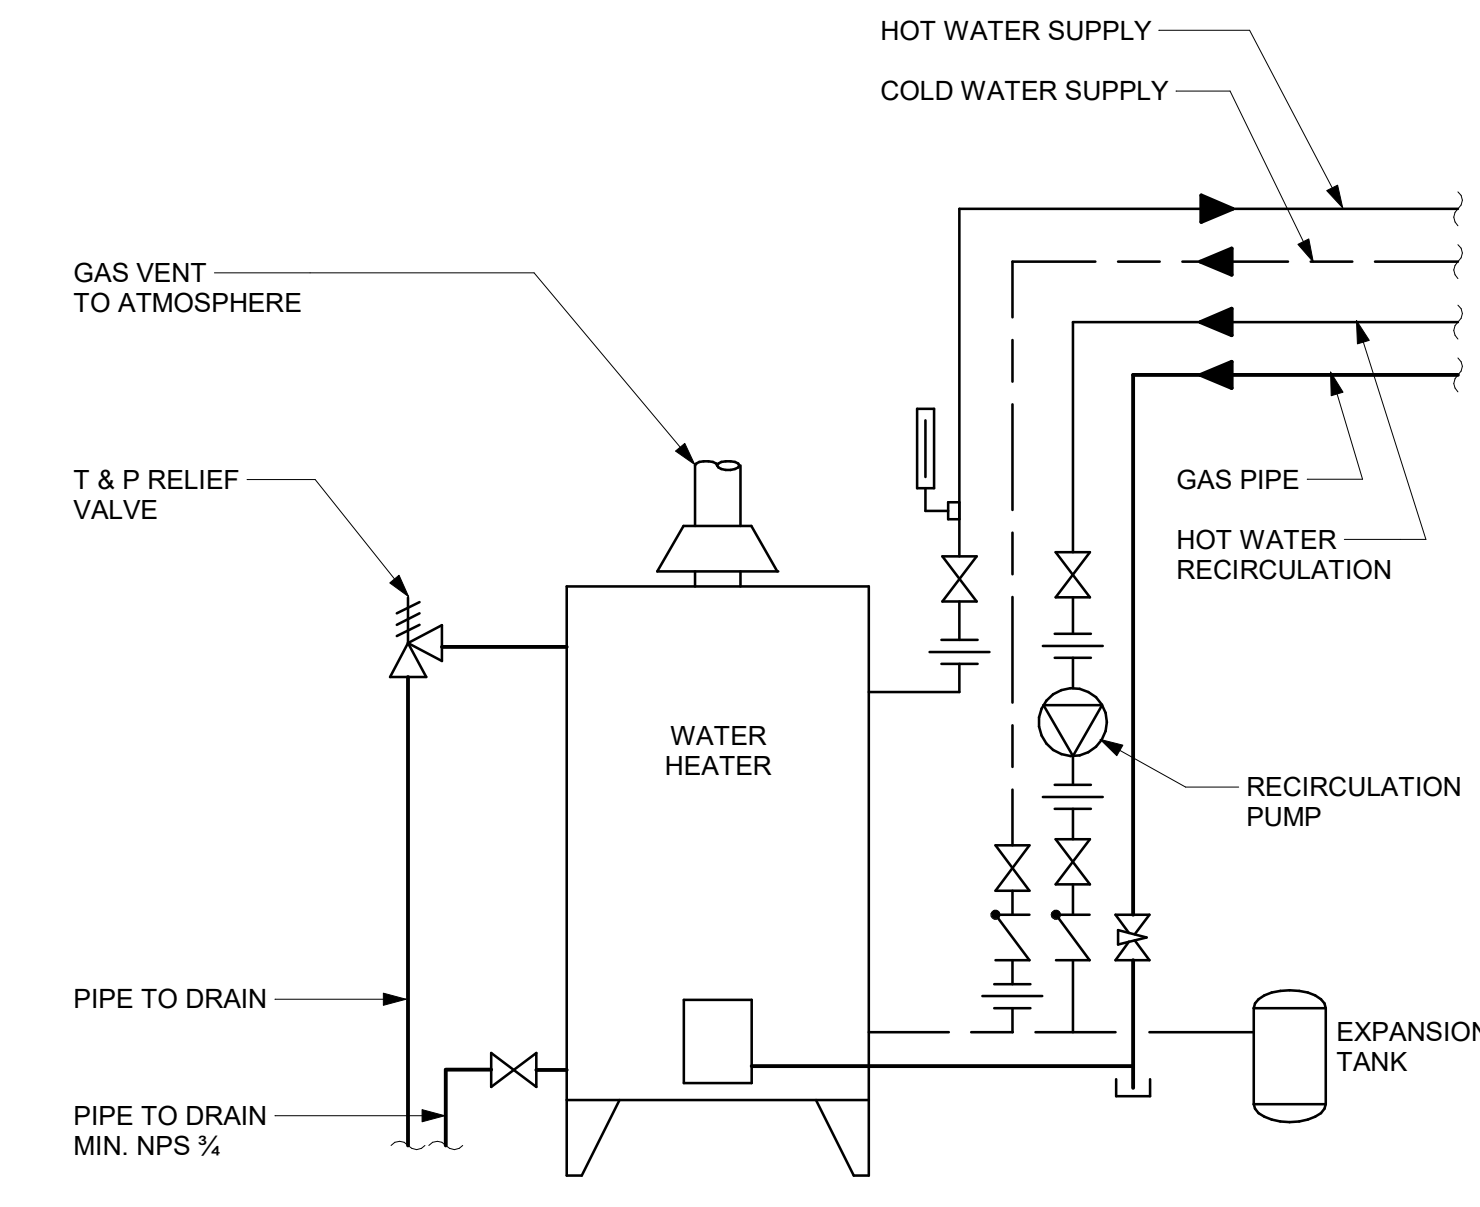 HOT WATER SUPPLY
COLD WATER SUPPLY
GAS VENT
TO ATMOSPHERE
T & P RELIEF
VALVE
GAS PIPE
HOT WATER
RECIRCULATION
WATER
HEATER
RECIRCULATION
PUMP
PIPE TO DRAIN
EXPANSION
TANK
PIPE TO DRAIN
MIN. NPS ¾